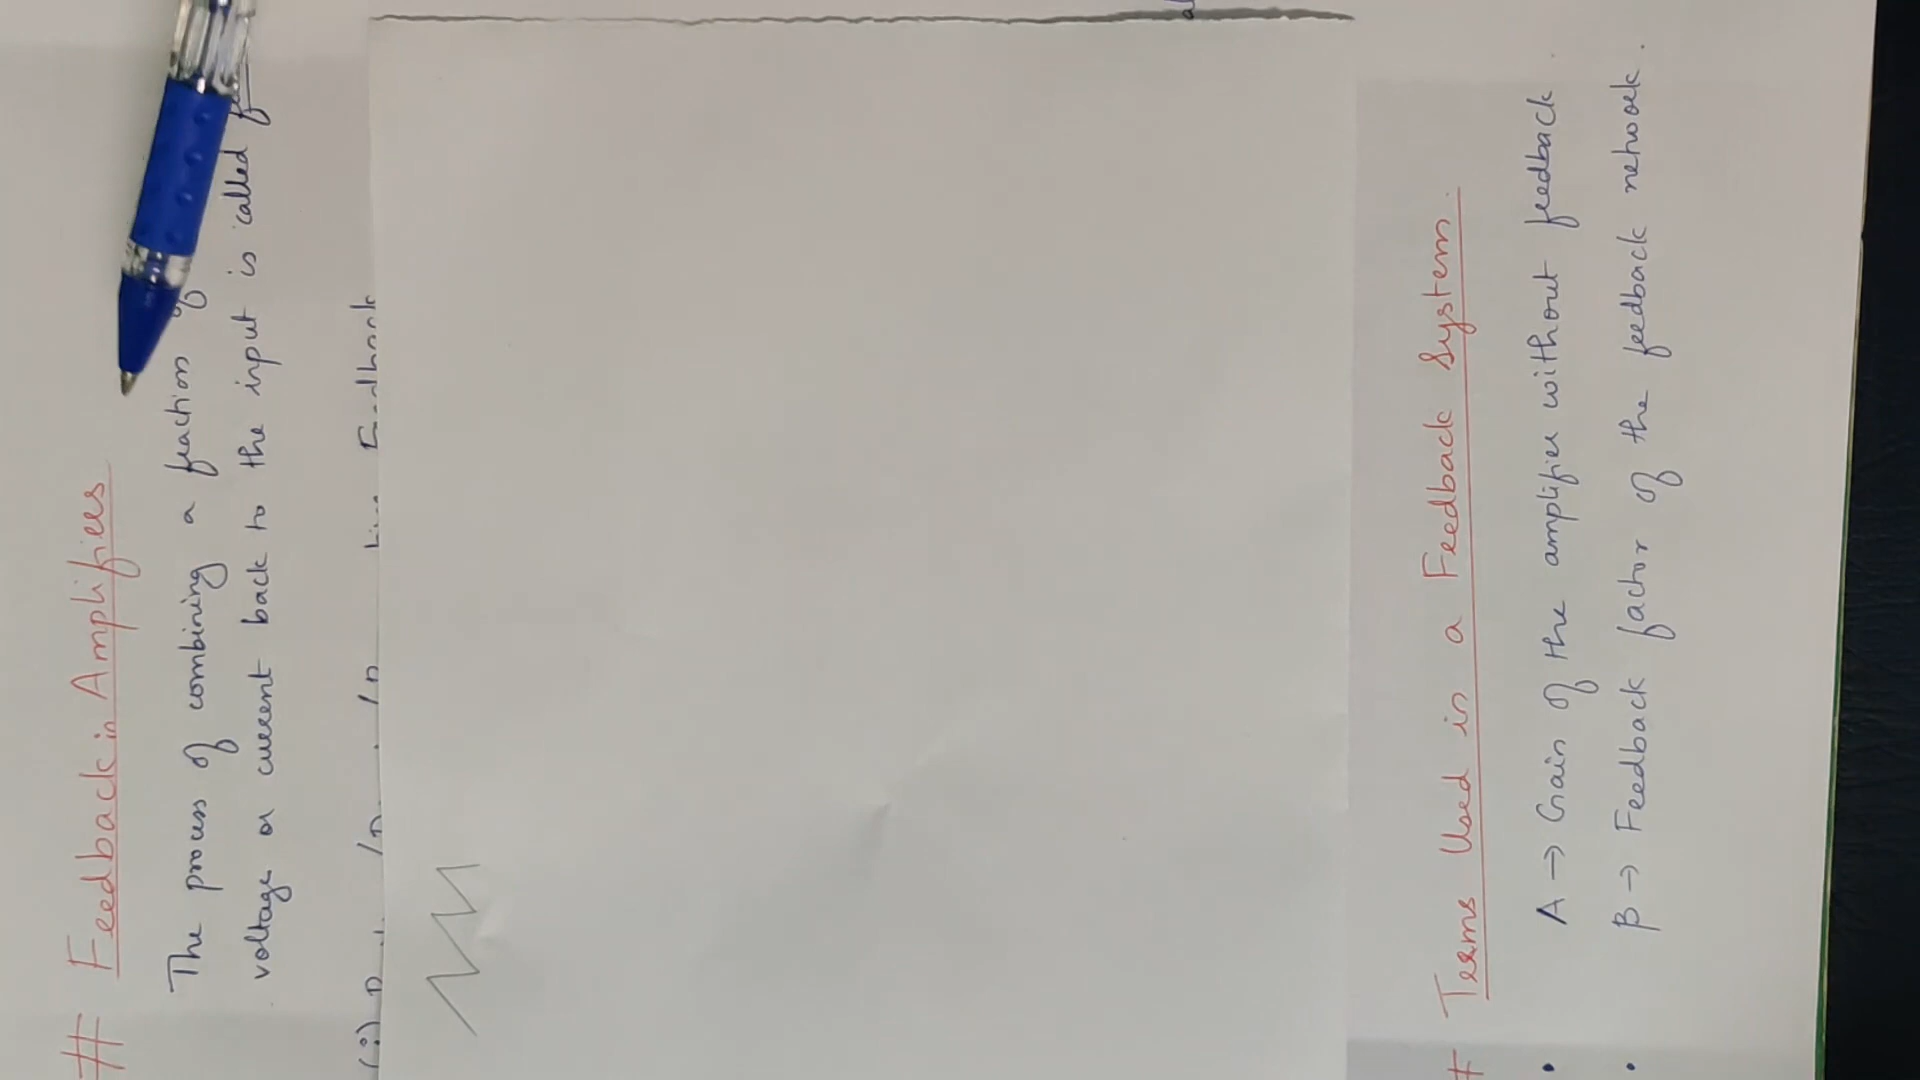 # Feedback in Amplifiers
The process of combining a fraction of
voltage or current back to the input is called
(i)
# Terms Used in a Feedback System.
• A → Gain of the amplifier without feedback
• β → Feedback factor of the feedback network.